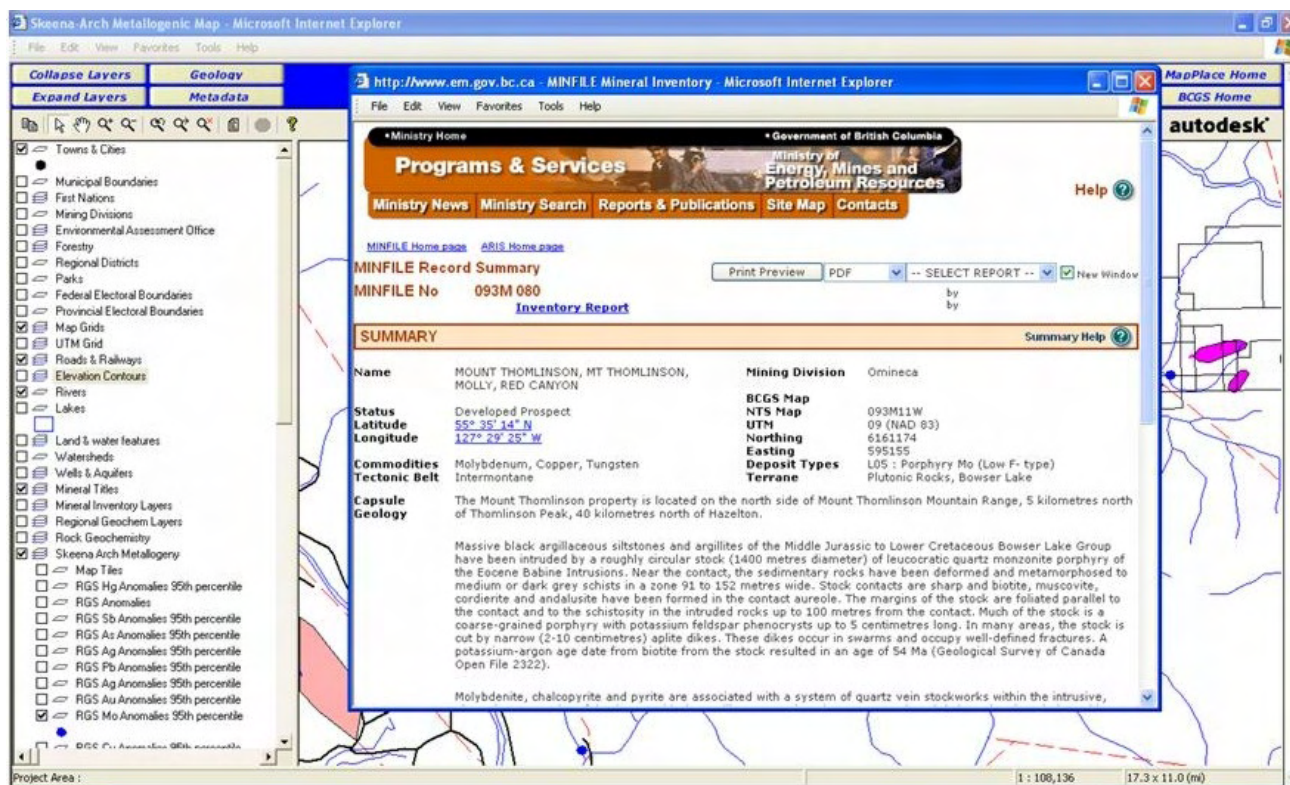 Skeena-Arch Metallogenic Map - Microsoft Internet Explorer
File Edit View Favorites Tools Help
Collapse Layers Geology
Expand Layers Metadata
MapPlace Home
BCGS Home
autodesk
Towns & Cities
Municipal Boundaries
First Nations
Mining Divisions
Environmental Assessment Office
Forestry
Regional Districts
Parks
Federal Electoral Boundaries
Provincial Electoral Boundaries
Map Grids
UTM Grid
Roads & Railways
Elevation Contours
Rivers
Lakes
Land & water features
Watersheds
Wells & Aquifers
Mineral Titles
Mineral Inventory Layers
Regional Geochem Layers
Rock Geochemistry
Skeena Arch Metallogeny
Map Tiles
RGS Hg Anomalies 95th percentile
RGS Anomalies
RGS Sb Anomalies 95th percentile
RGS As Anomalies 95th percentile
RGS Ag Anomalies 95th percentile
RGS Pb Anomalies 95th percentile
RGS Ag Anomalies 95th percentile
RGS Au Anomalies 95th percentile
RGS Mo Anomalies 95th percentile
RGS Cu Anomalies 95th percentile
http://www.em.gov.bc.ca - MINFILE Mineral Inventory - Microsoft Internet Explorer
File Edit View Favorites Tools Help
•Ministry Home •Government of British Columbia
Programs & Services
Ministry of
Energy, Mines and
Petroleum Resources
Help ?
Ministry News Ministry Search Reports & Publications Site Map Contacts
MINFILE Home page ARIS Home page
MINFILE Record Summary
Print Preview PDF -- SELECT REPORT -- New Window
MINFILE No 093M 080
by
by
Inventory Report
SUMMARY Summary Help ?
Name MOUNT THOMLINSON, MT THOMLINSON, Mining Division Omineca
MOLLY, RED CANYON
BCGS Map
Status Developed Prospect NTS Map 093M11W
Latitude 55° 35' 14" N UTM 09 (NAD 83)
Longitude 127° 29' 25" W Northing 6161174
Easting 595155
Commodities Molybdenum, Copper, Tungsten Deposit Types L05 : Porphyry Mo (Low F- type)
Tectonic Belt Intermontane Terrane Plutonic Rocks, Bowser Lake
Capsule The Mount Thomlinson property is located on the north side of Mount Thomlinson Mountain Range, 5 kilometres north
Geology of Thomlinson Peak, 40 kilometres north of Hazelton.
Massive black argillaceous siltstones and argillites of the Middle Jurassic to Lower Cretaceous Bowser Lake Group
have been intruded by a roughly circular stock (1400 metres diameter) of leucocratic quartz monzonite porphyry of
the Eocene Babine Intrusions. Near the contact, the sedimentary rocks have been deformed and metamorphosed to
medium or dark grey schists in a zone 91 to 152 metres wide. Stock contacts are sharp and biotite, muscovite,
cordierite and andalusite have been formed in the contact aureole. The margins of the stock are foliated parallel to
the contact and to the schistosity in the intruded rocks up to 100 metres from the contact. Much of the stock is a
coarse-grained porphyry with potassium feldspar phenocrysts up to 5 centimetres long. In many areas, the stock is
cut by narrow (2-10 centimetres) aplite dikes. These dikes occur in swarms and occupy well-defined fractures. A
potassium-argon age date from biotite from the stock resulted in an age of 54 Ma (Geological Survey of Canada
Open File 2322).
Molybdenite, chalcopyrite and pyrite are associated with a system of quartz vein stockworks within the intrusive,
Project Area :
1 : 108,136 17.3 x 11.0 (mi)